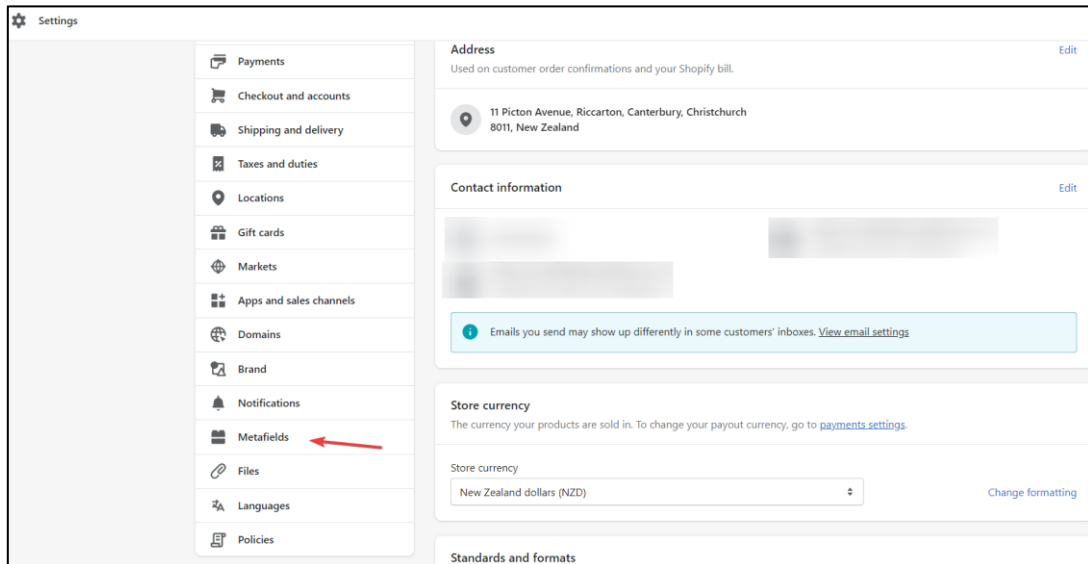 Settings
Payments
Checkout and accounts
Shipping and delivery
Taxes and duties
Locations
Gift cards
Markets
Apps and sales channels
Domains
Brand
Notifications
Metafields
Files
Languages
Policies
Address
Edit
Used on customer order confirmations and your Shopify bill.
11 Picton Avenue, Riccarton, Canterbury, Christchurch
8011, New Zealand
Contact information
Edit
Emails you send may show up differently in some customers' inboxes. View email settings
Store currency
The currency your products are sold in. To change your payout currency, go to payments settings.
Store currency
New Zealand dollars (NZD)
Change formatting
Standards and formats